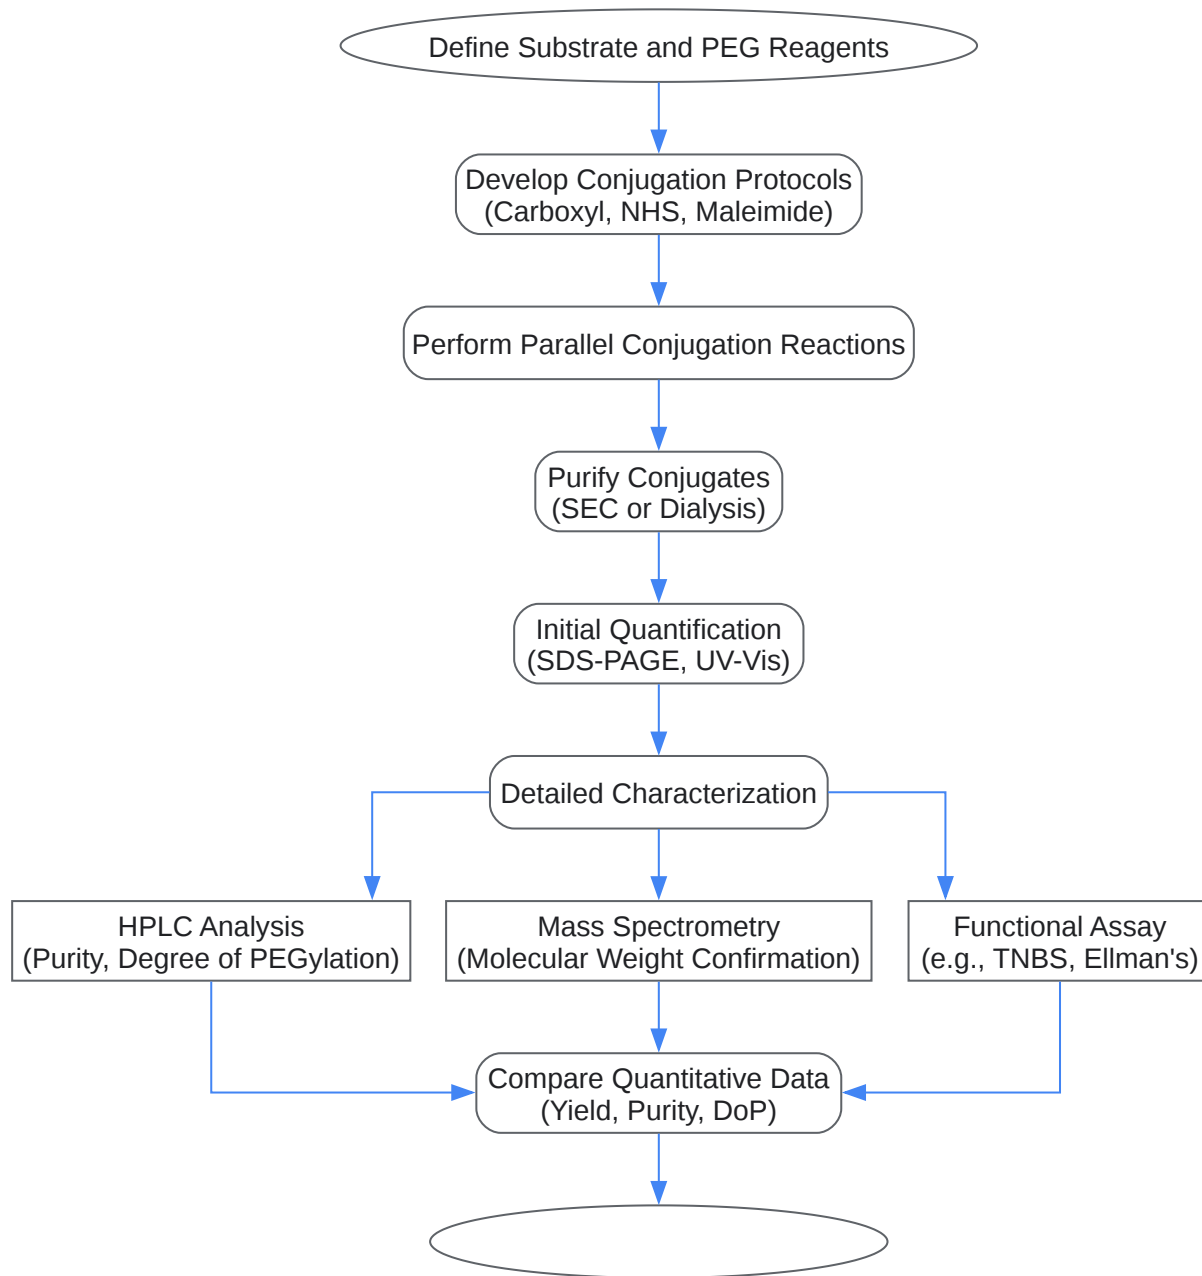 Define Substrate and PEG Reagents
Develop Conjugation Protocols
(Carboxyl, NHS, Maleimide)
Perform Parallel Conjugation Reactions
Purify Conjugates
(SEC or Dialysis)
Initial Quantification
(SDS-PAGE, UV-Vis)
Detailed Characterization
HPLC Analysis
(Purity, Degree of PEGylation)
Mass Spectrometry
(Molecular Weight Confirmation)
Functional Assay
(e.g., TNBS, Ellman's)
Compare Quantitative Data
(Yield, Purity, DoP)